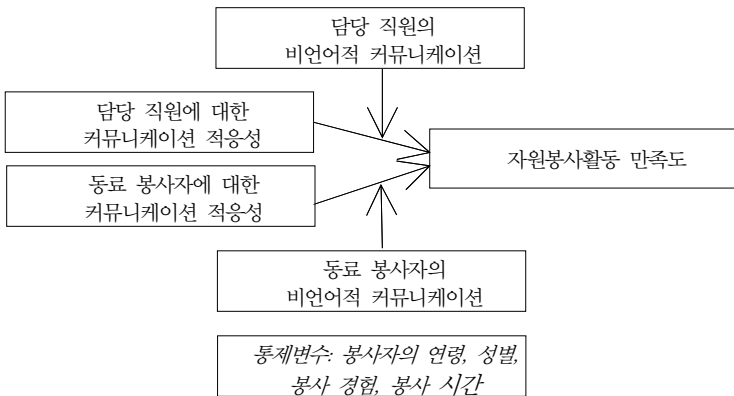 담당 직원의
비언어적 커뮤니케이션
담당 직원에 대한
커뮤니케이션 적응성
자원봉사활동 만족도
동료 봉사자에 대한
커뮤니케이션 적응성
동료 봉사자의
비언어적 커뮤니케이션
통제변수: 봉사자의 연령, 성별,
봉사 경험, 봉사 시간